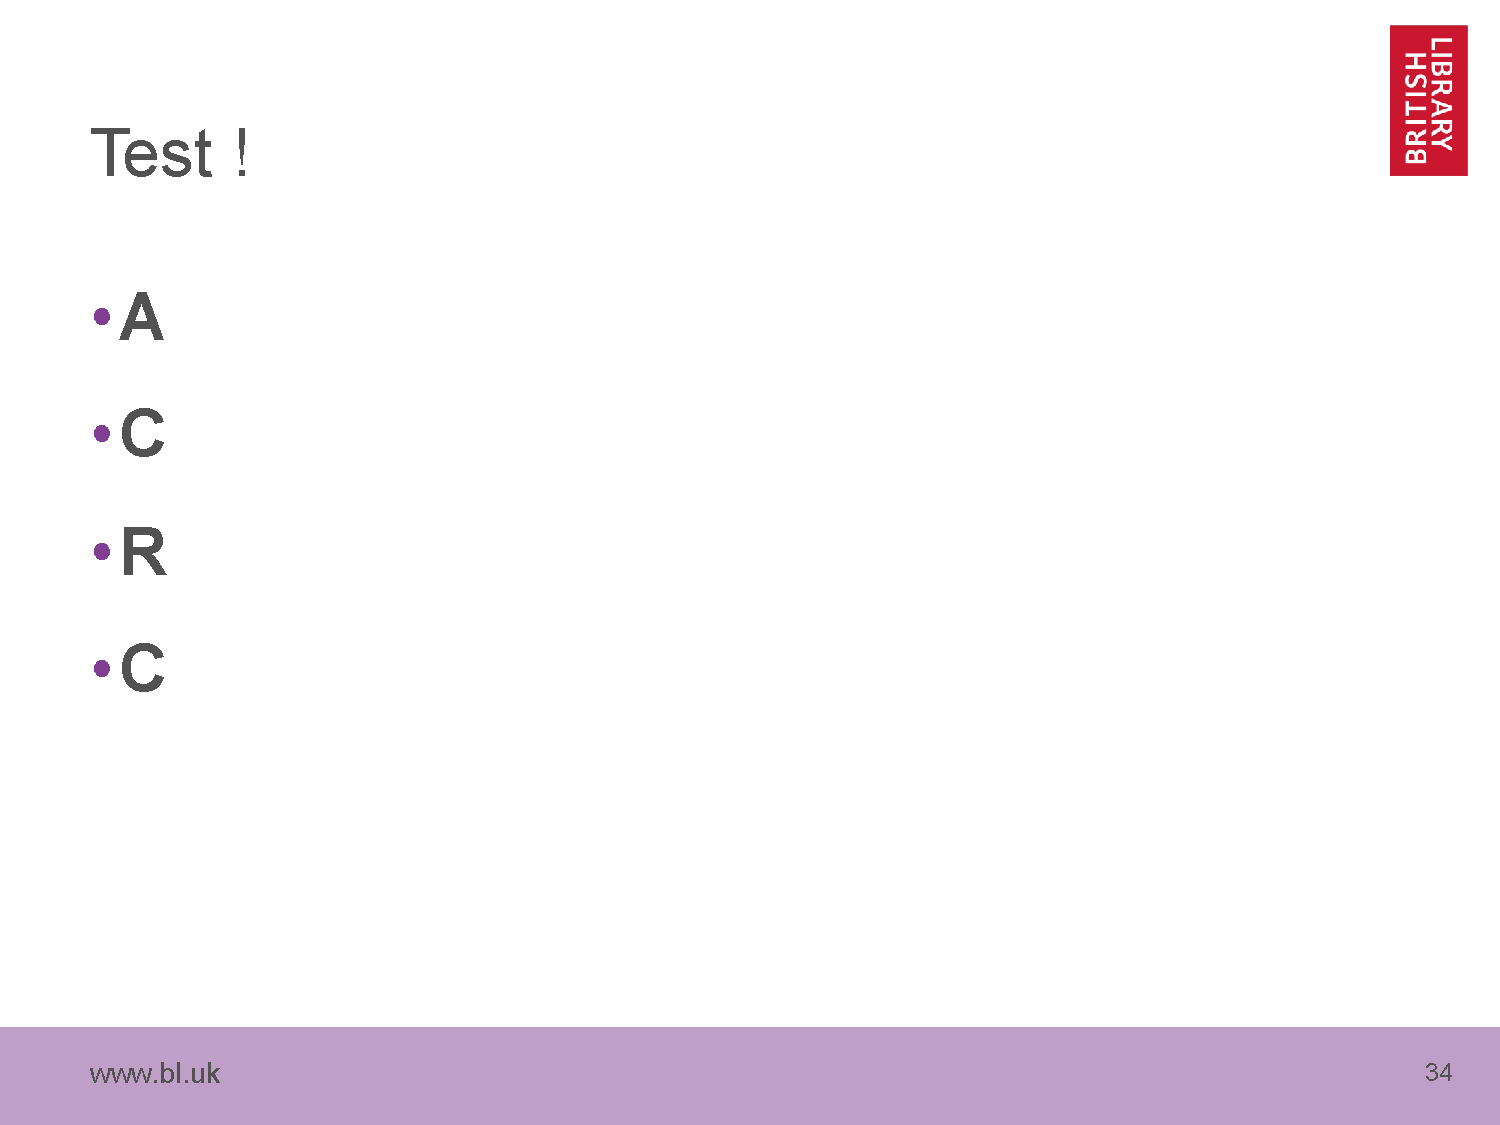 BRITISH
LIBRARY
Test !
•A
•C
•R
•C
www.bl.uk
34